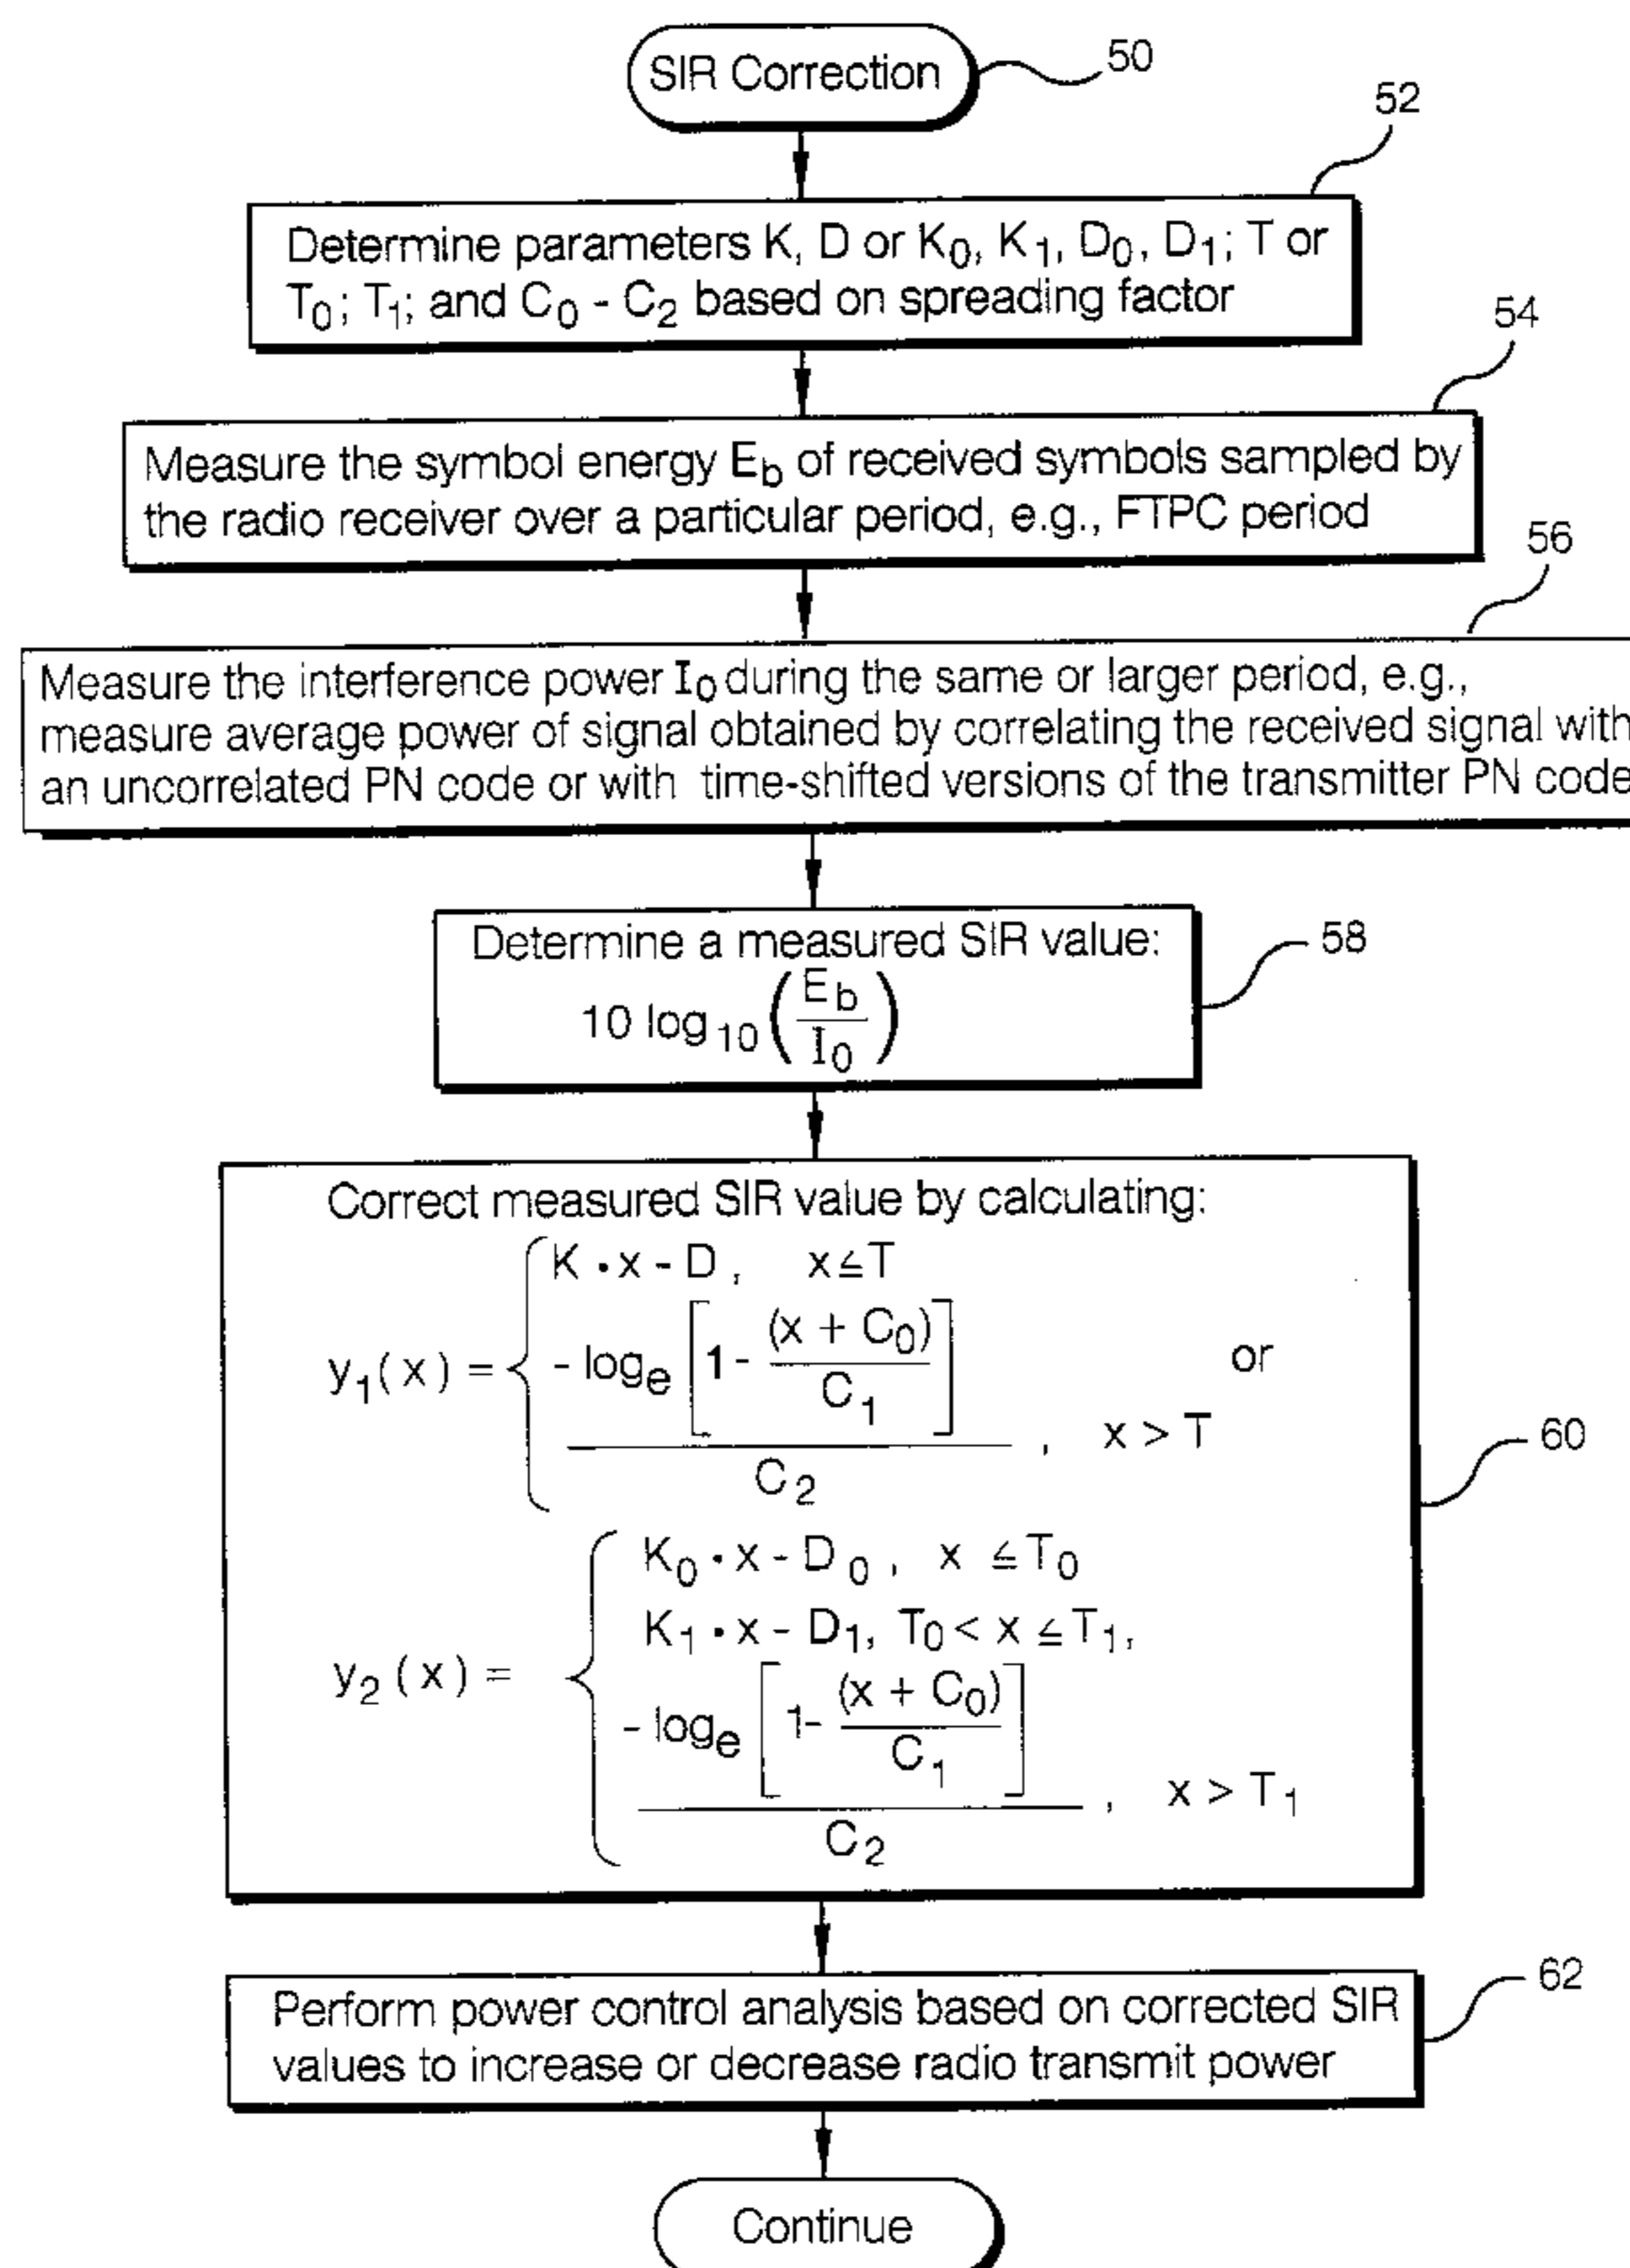 SIR Correction
50
52
Determine parameters K, D or K₀, K₁, D₀, D₁; T or
T₀; T₁; and C₀ - C₂ based on spreading factor
54
Measure the symbol energy E_b of received symbols sampled by
the radio receiver over a particular period, e.g., FTPC period
56
Measure the interference power I₀ during the same or larger period, e.g.,
measure average power of signal obtained by correlating the received signal with
an uncorrelated PN code or with time-shifted versions of the transmitter PN code
Determine a measured SIR value:
58
10 log₁₀ (E_b / I₀)
Correct measured SIR value by calculating:
K • x - D, x ≤ T
y₁(x) = { - logₑ [1 - (x + C₀) / C₁] / C₂, x > T
or
60
K₀ • x - D₀, x ≤ T₀
K₁ • x - D₁, T₀ < x ≤ T₁,
y₂(x) = { - logₑ [1 - (x + C₀) / C₁] / C₂, x > T₁
62
Perform power control analysis based on corrected SIR
values to increase or decrease radio transmit power
Continue